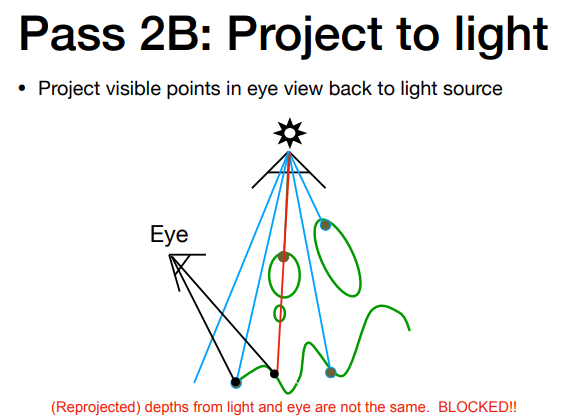 Pass 2B: Project to light
• Project visible points in eye view back to light source
Eye
(Reprojected) depths from light and eye are not the same. BLOCKED!!